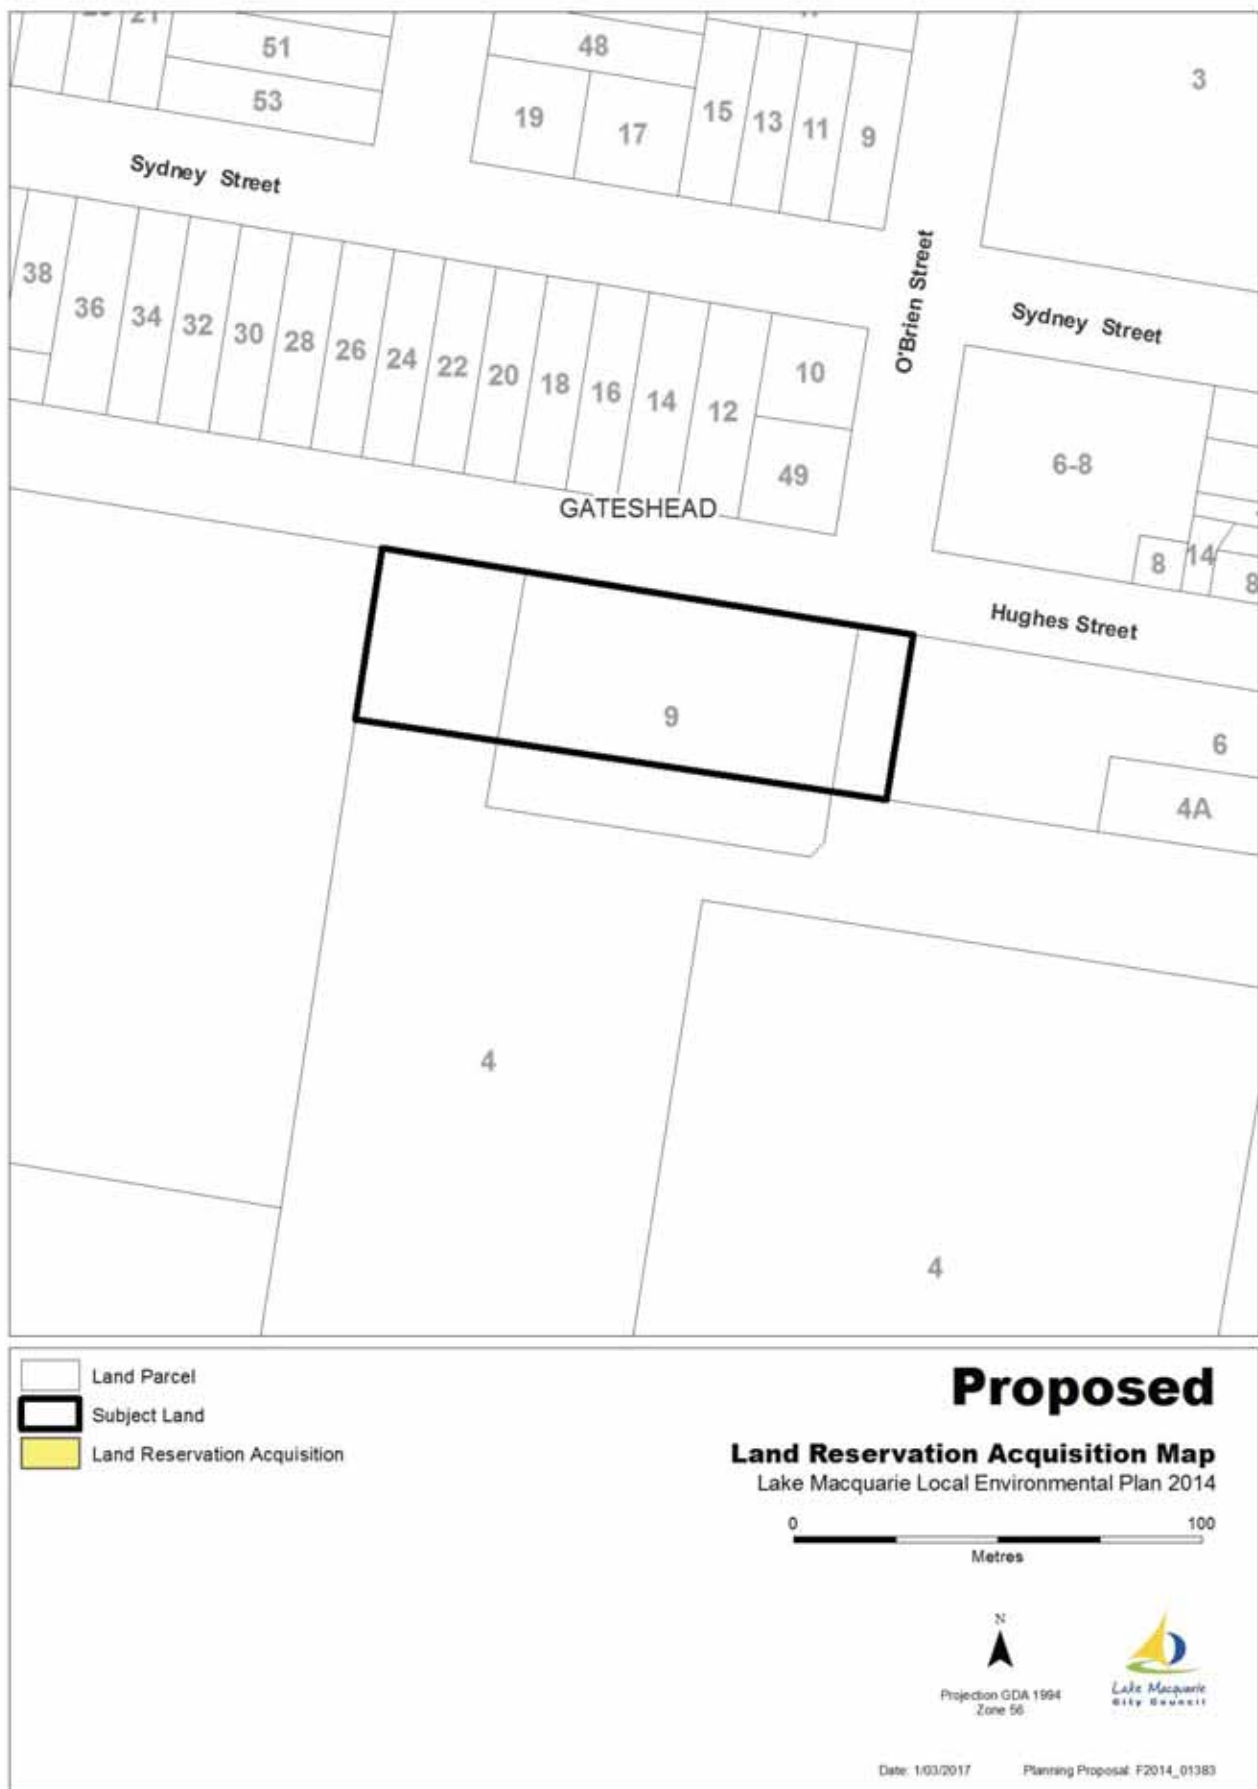 51
48
3
53
19
17
15
13
11
9
Sydney Street
O'Brien Street
Sydney Street
38
36
34
32
30
28
26
24
22
20
18
16
14
12
10
49
6-8
GATESHEAD
8
14
8
Hughes Street
9
6
4A
4
4
Land Parcel
Subject Land
Land Reservation Acquisition
Proposed
Land Reservation Acquisition Map
Lake Macquarie Local Environmental Plan 2014
0 100
Metres
N
Projection GDA 1994
Zone 56
Lake Macquarie
City Council
Date: 1/03/2017 Planning Proposal: F2014_01383